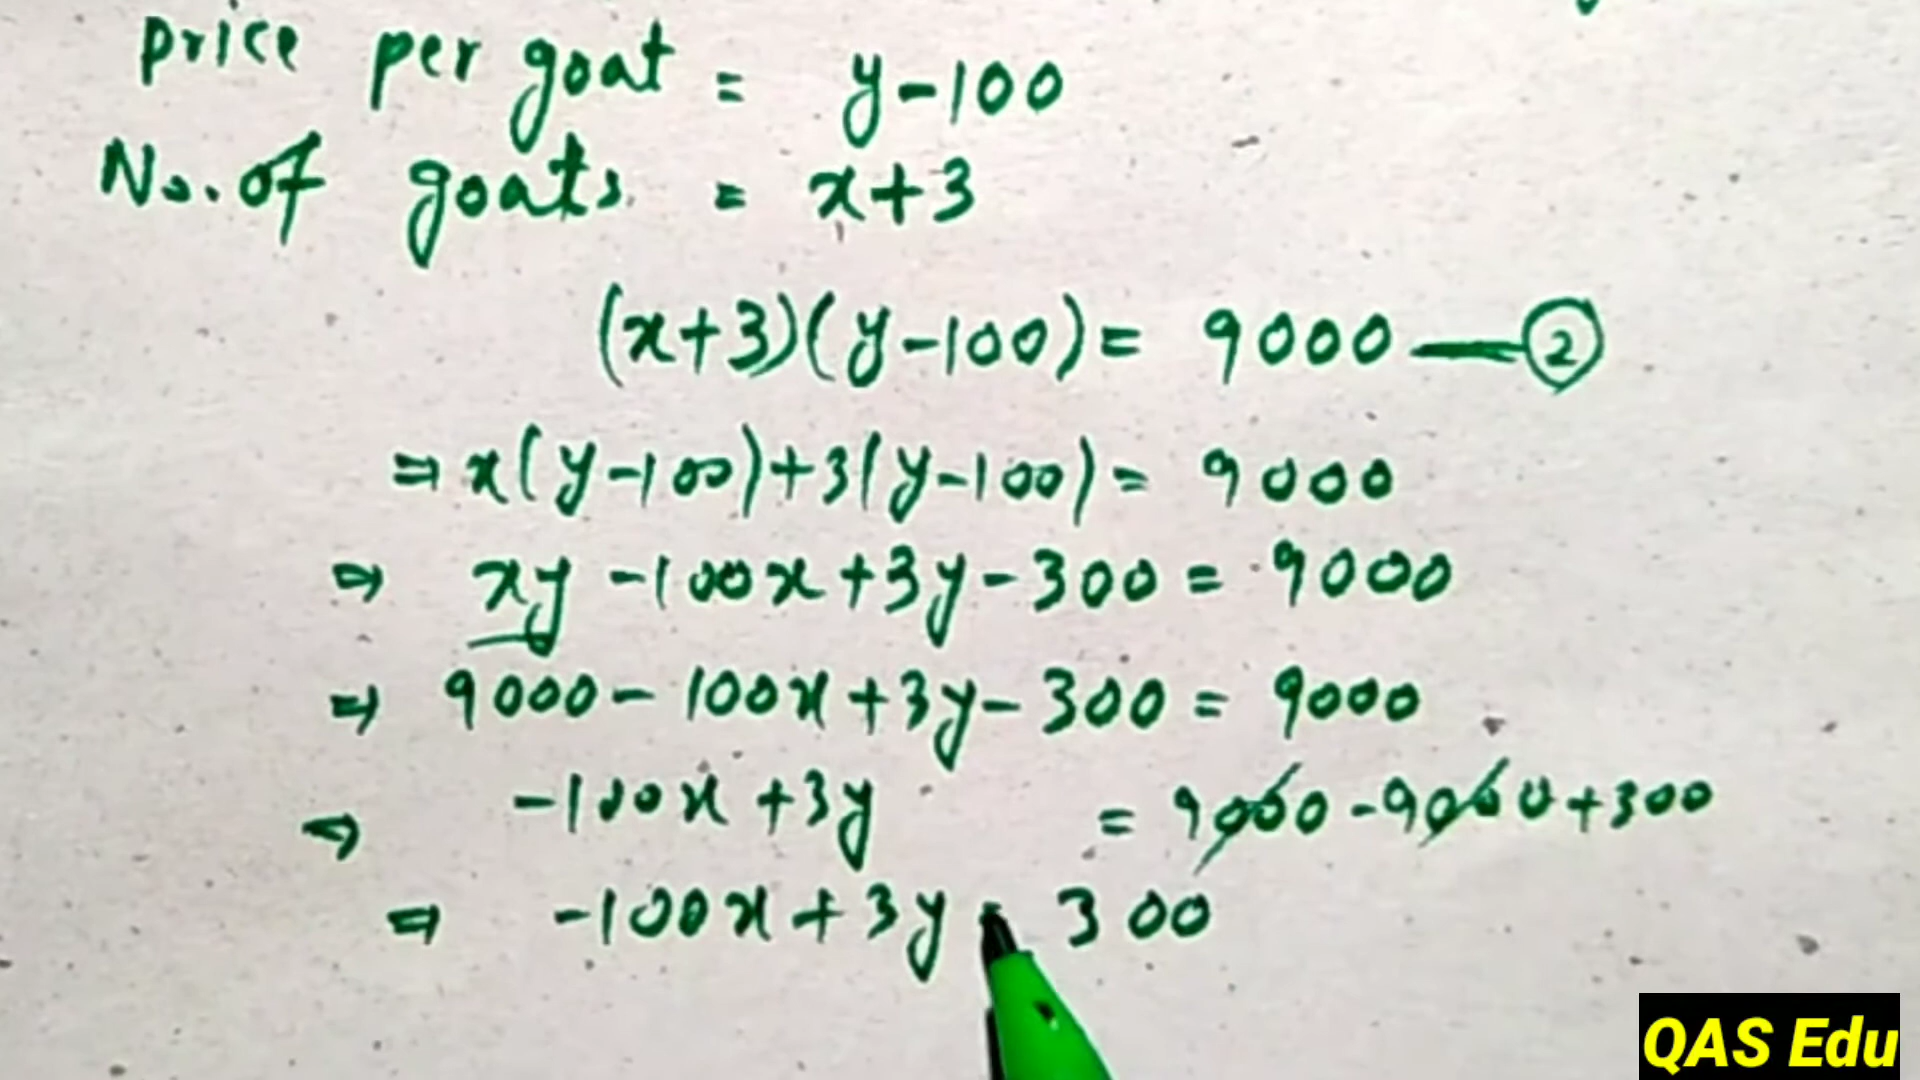 price per goat = y-100
No. of goats = x+3
(x+3)(y-100) = 9000 — 2
⇒ x(y-100)+3(y-100) = 9000
⇒ xy -100x+3y-300 = 9000
⇒ 9000-100x+3y-300 = 9000
⇒ -100x+3y = 9000-9000+300
⇒ -100x+3y = 300
QAS Edu